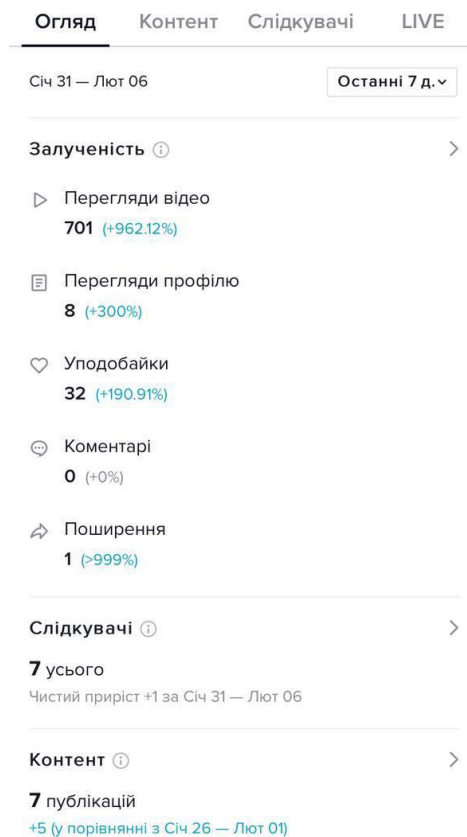 Огляд Контент Слідкувачі LIVE
Січ 31 — Лют 06 Останні 7 д.
Залученість
Перегляди відео
701 (+962.12%)
Перегляди профілю
8 (+300%)
Уподобайки
32 (+190.91%)
Коментарі
0 (+0%)
Поширення
1 (>999%)
Слідкувачі
7 усього
Чистий приріст +1 за Січ 31 — Лют 06
Контент
7 публікацій
+5 (у порівнянні з Січ 26 — Лют 01)